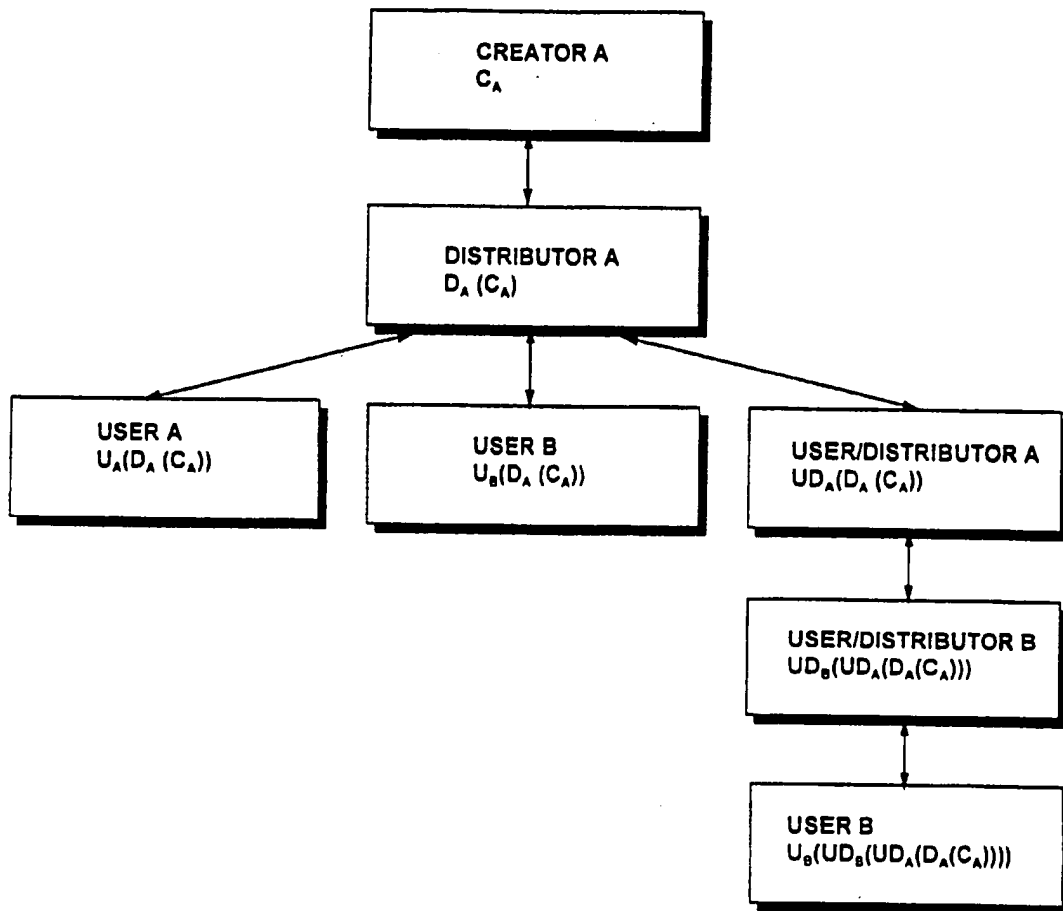 CREATOR A
C_A
DISTRIBUTOR A
D_A (C_A)
USER A
U_A(D_A (C_A))
USER B
U_B(D_A (C_A))
USER/DISTRIBUTOR A
UD_A(D_A (C_A))
USER/DISTRIBUTOR B
UD_B(UD_A(D_A(C_A)))
USER B
U_B(UD_B(UD_A(D_A(C_A))))